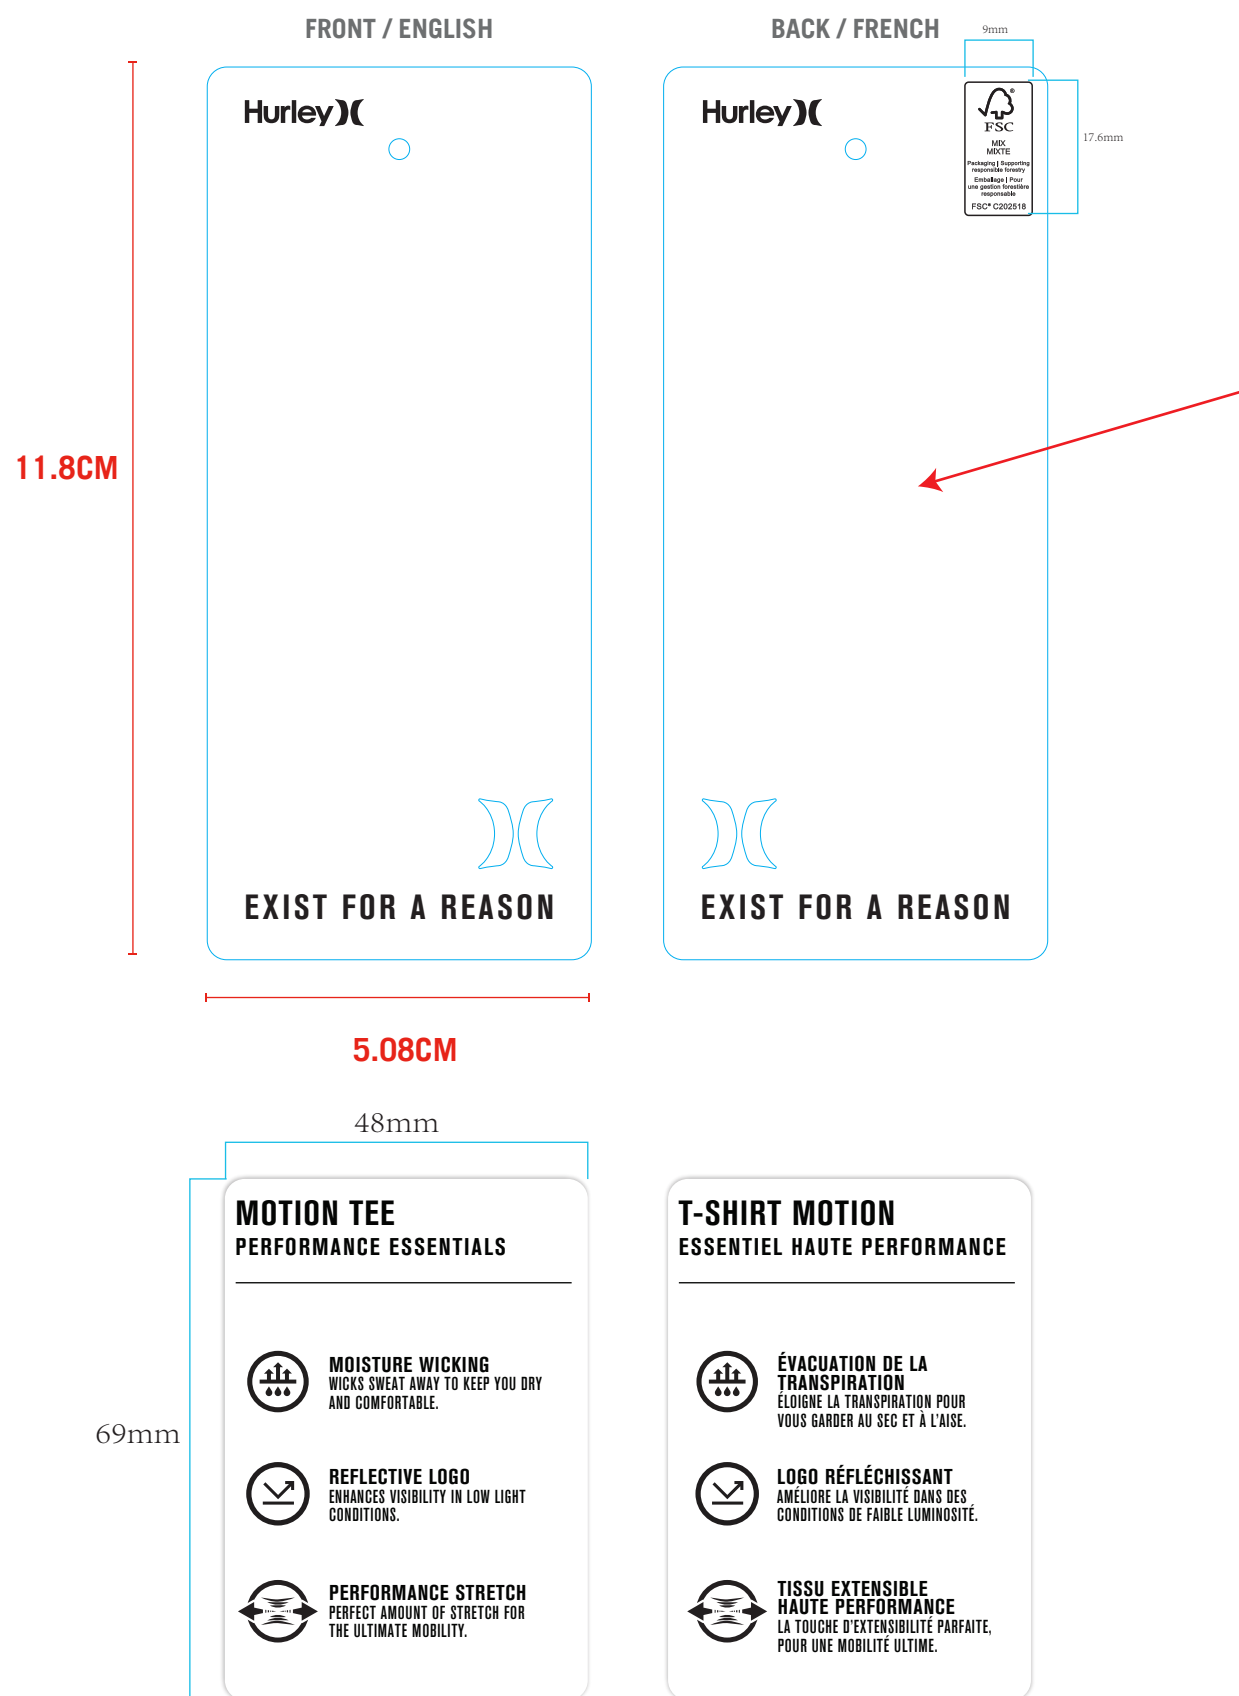 FRONT / ENGLISH
BACK / FRENCH
9mm
Hurley
Hurley
FSC
®
MIX
MIXTE
Packaging | Supporting
responsible forestry
Emballage | Pour
une gestion forestière
responsable
FSC® C202518
17.6mm
11.8CM
EXIST FOR A REASON
EXIST FOR A REASON
5.08CM
48mm
69mm
MOTION TEE
PERFORMANCE ESSENTIALS
MOISTURE WICKING
WICKS SWEAT AWAY TO KEEP YOU DRY
AND COMFORTABLE.
REFLECTIVE LOGO
ENHANCES VISIBILITY IN LOW LIGHT
CONDITIONS.
PERFORMANCE STRETCH
PERFECT AMOUNT OF STRETCH FOR
THE ULTIMATE MOBILITY.
T-SHIRT MOTION
ESSENTIEL HAUTE PERFORMANCE
ÉVACUATION DE LA
TRANSPIRATION
ÉLOIGNE LA TRANSPIRATION POUR
VOUS GARDER AU SEC ET À L'AISE.
LOGO RÉFLÉCHISSANT
AMÉLIORE LA VISIBILITÉ DANS DES
CONDITIONS DE FAIBLE LUMINOSITÉ.
TISSU EXTENSIBLE
HAUTE PERFORMANCE
LA TOUCHE D'EXTENSIBILITÉ PARFAITE,
POUR UNE MOBILITÉ ULTIME.